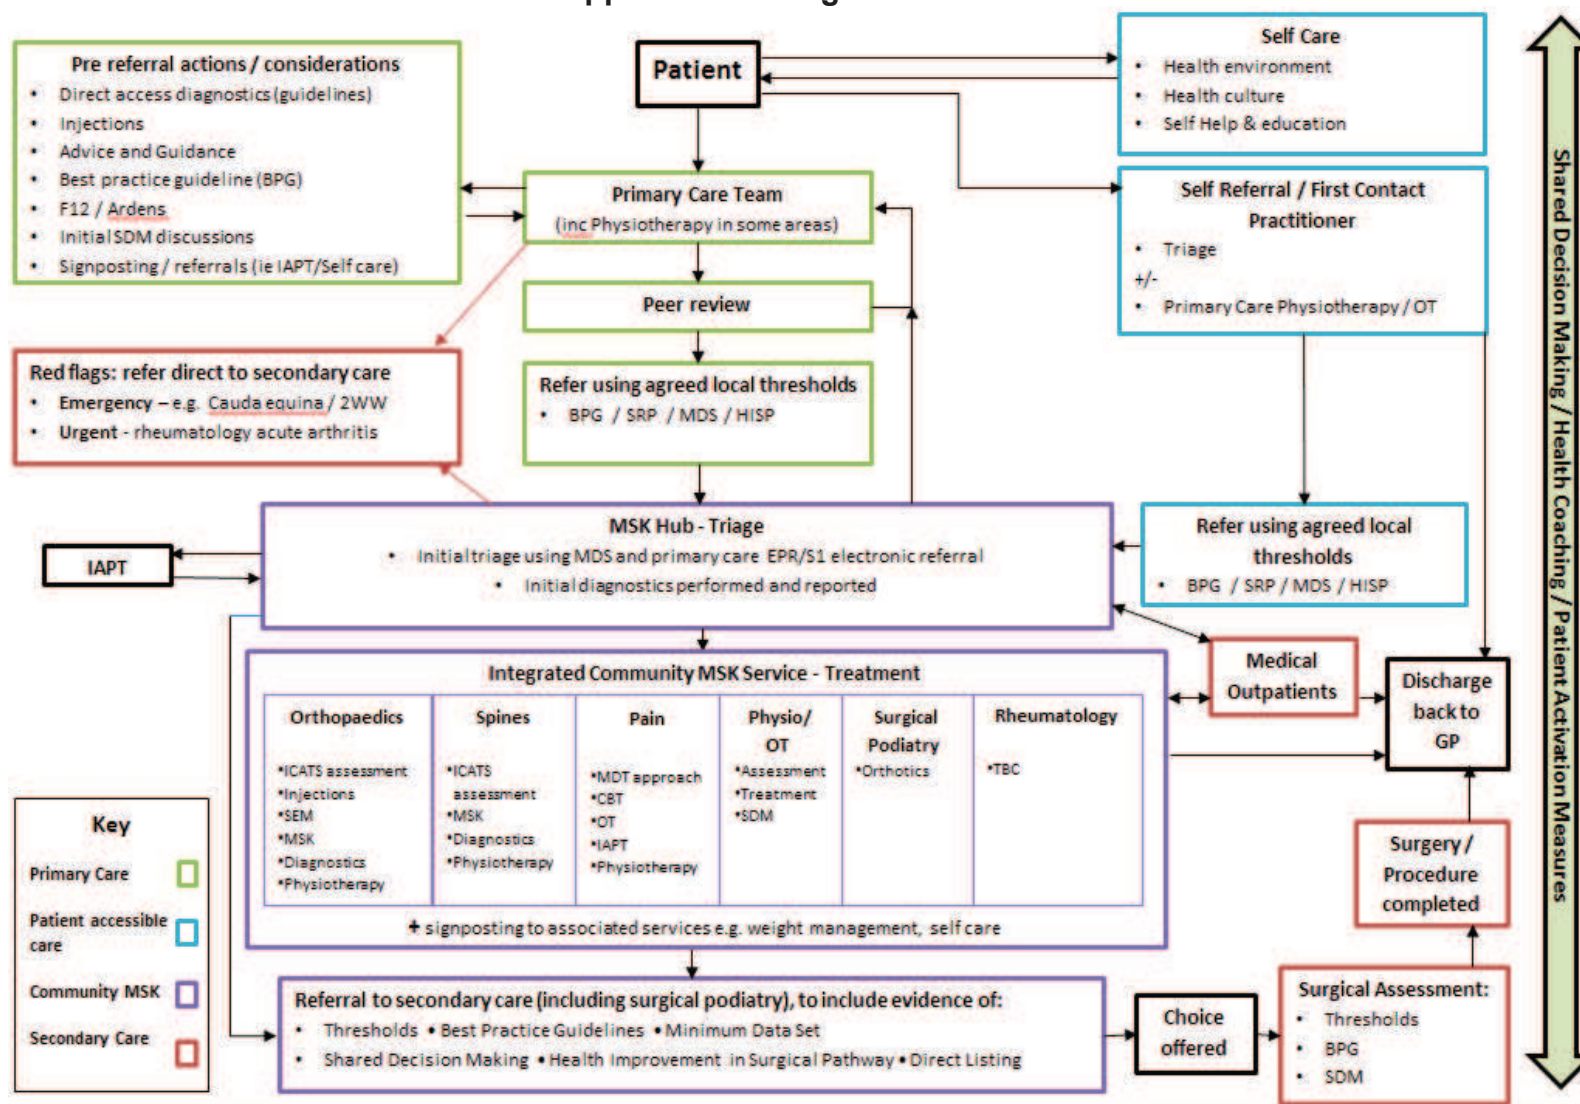 Patient
Self Care
• Health environment
• Health culture
• Self Help & education
Pre referral actions / considerations
• Direct access diagnostics (guidelines)
• Injections
• Advice and Guidance
• Best practice guideline (BPG)
• F12 / Ardens
• Initial SDM discussions
• Signposting / referrals (ie IAPT/Self care)
Primary Care Team
(inc Physiotherapy in some areas)
Self Referral / First Contact
Practitioner
• Triage
+/-
• Primary Care Physiotherapy / OT
Peer review
Red flags: refer direct to secondary care
• Emergency – e.g. Cauda equina / 2WW
• Urgent - rheumatology acute arthritis
Refer using agreed local thresholds
• BPG / SRP / MDS / HISP
MSK Hub - Triage
• Initial triage using MDS and primary care EPR/S1 electronic referral
• Initial diagnostics performed and reported
IAPT
Refer using agreed local
thresholds
• BPG / SRP / MDS / HISP
Medical
Outpatients
Discharge
back to
GP
Integrated Community MSK Service - Treatment
Orthopaedics
•ICATS assessment
•Injections
•SEM
•MSK
•Diagnostics
•Physiotherapy
Spines
•ICATS
assessment
•MSK
•Diagnostics
•Physiotherapy
Pain
•MDT approach
•CBT
•OT
•IAPT
•Physiotherapy
Physio/
OT
•Assessment
•Treatment
•SDM
Surgical
Podiatry
•Orthotics
Rheumatology
•TBC
+ signposting to associated services e.g. weight management, self care
Surgery /
Procedure
completed
Key
Primary Care
Patient accessible
care
Community MSK
Secondary Care
Referral to secondary care (including surgical podiatry), to include evidence of:
• Thresholds • Best Practice Guidelines • Minimum Data Set
• Shared Decision Making • Health Improvement in Surgical Pathway • Direct Listing
Choice
offered
Surgical Assessment:
• Thresholds
• BPG
• SDM
Shared Decision Making / Health Coaching / Patient Activation Measures